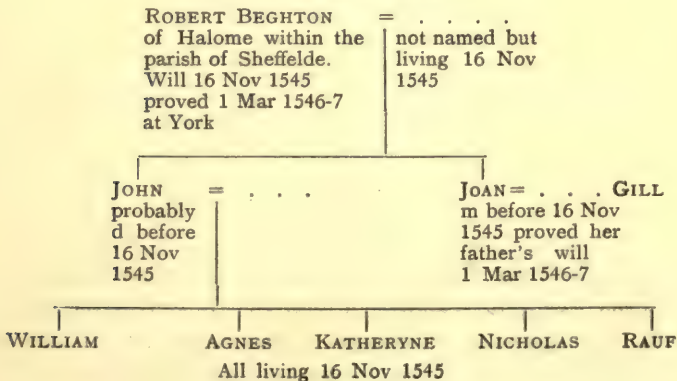 ROBERT BEGHTON = . . . .
of Halome within the
parish of Sheffelde.
Will 16 Nov 1545
proved 1 Mar 1546-7
at York
not named but
living 16 Nov
1545
JOHN = . . .
probably
d before
16 Nov
1545
JOAN= . . . GILL
m before 16 Nov
1545 proved her
father's will
1 Mar 1546-7
WILLIAM AGNES KATHERYNE NICHOLAS RAUF
All living 16 Nov 1545